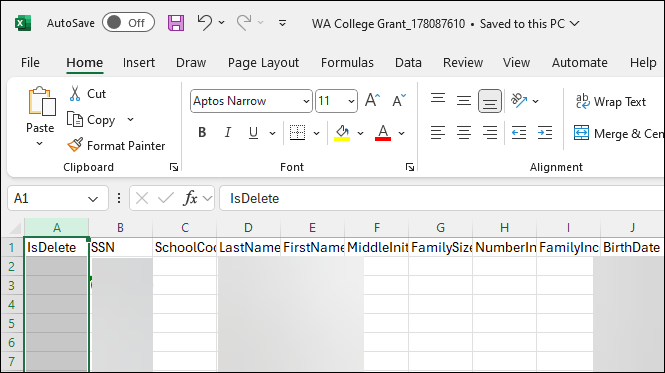 AutoSave Off WA College Grant_178087610 • Saved to this PC
File Home Insert Draw Page Layout Formulas Data Review View Automate Help
Paste Cut Copy Format Painter
Aptos Narrow 11 A A
B I U A
ab Wrap Text
Merge & Cen
Clipboard Font Alignment
A1 fx IsDelete
A B C D E F G H I J
1 IsDelete SSN SchoolCoc LastName FirstName MiddleInit FamilySize NumberIn FamilyInc BirthDate
2
3
4
5
6
7